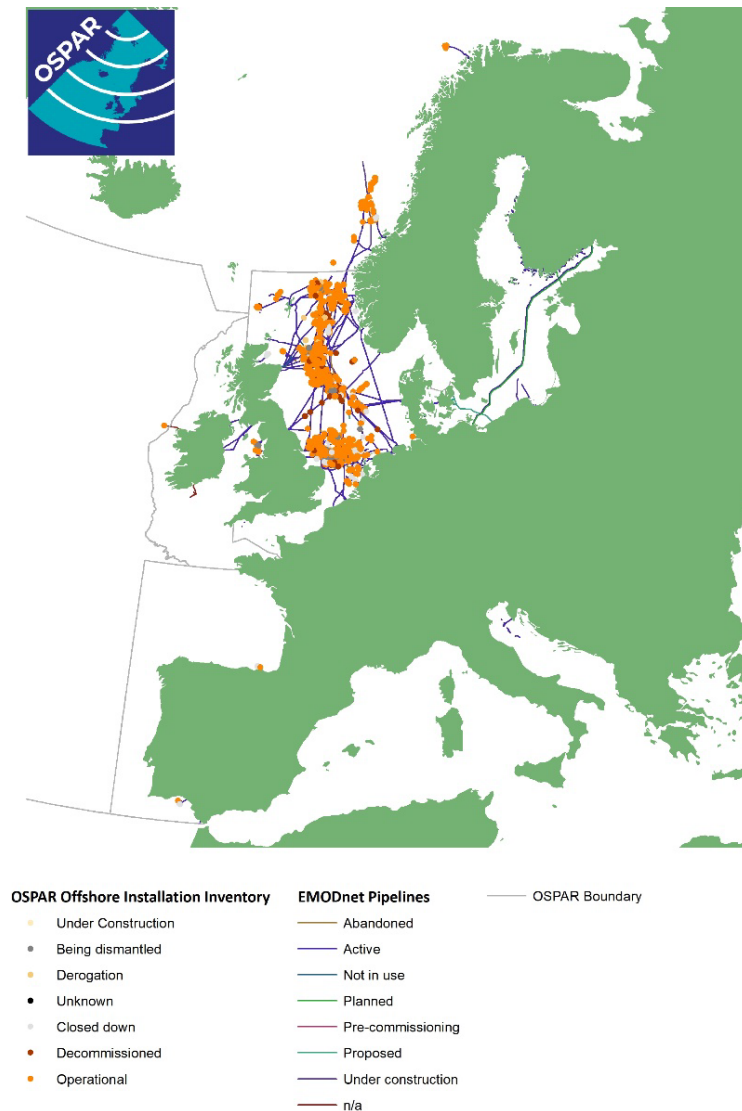 OSPAR
OSPAR Offshore Installation Inventory
Under Construction
Being dismantled
Derogation
Unknown
Closed down
Decommissioned
Operational
EMODnet Pipelines
Abandoned
Active
Not in use
Planned
Pre-commissioning
Proposed
Under construction
n/a
OSPAR Boundary